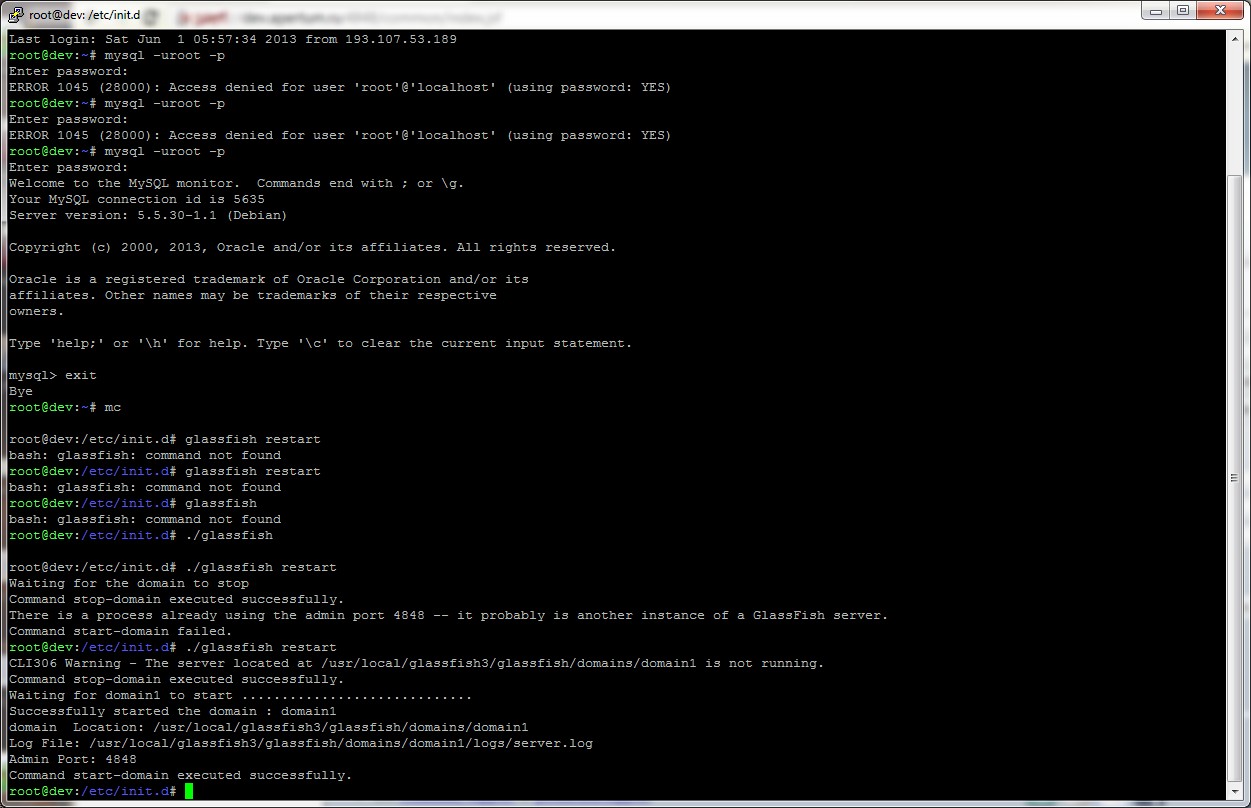 root@dev: /etc/init.d
Last login: Sat Jun  1 05:57:34 2013 from 193.107.53.189
root@dev:~# mysql -uroot -p
Enter password:
ERROR 1045 (28000): Access denied for user 'root'@'localhost' (using password: YES)
root@dev:~# mysql -uroot -p
Enter password:
ERROR 1045 (28000): Access denied for user 'root'@'localhost' (using password: YES)
root@dev:~# mysql -uroot -p
Enter password:
Welcome to the MySQL monitor.  Commands end with ; or \g.
Your MySQL connection id is 5635
Server version: 5.5.30-1.1 (Debian)
Copyright (c) 2000, 2013, Oracle and/or its affiliates. All rights reserved.
Oracle is a registered trademark of Oracle Corporation and/or its
affiliates. Other names may be trademarks of their respective
owners.
Type 'help;' or '\h' for help. Type '\c' to clear the current input statement.
mysql> exit
Bye
root@dev:~# mc
root@dev:/etc/init.d# glassfish restart
bash: glassfish: command not found
root@dev:/etc/init.d# glassfish restart
bash: glassfish: command not found
root@dev:/etc/init.d# glassfish
bash: glassfish: command not found
root@dev:/etc/init.d# ./glassfish
root@dev:/etc/init.d# ./glassfish restart
Waiting for the domain to stop
Command stop-domain executed successfully.
There is a process already using the admin port 4848 -- it probably is another instance of a GlassFish server.
Command start-domain failed.
root@dev:/etc/init.d# ./glassfish restart
CLI306 Warning - The server located at /usr/local/glassfish3/glassfish/domains/domain1 is not running.
Command stop-domain executed successfully.
Waiting for domain1 to start .............................
Successfully started the domain : domain1
domain  Location: /usr/local/glassfish3/glassfish/domains/domain1
Log File: /usr/local/glassfish3/glassfish/domains/domain1/logs/server.log
Admin Port: 4848
Command start-domain executed successfully.
root@dev:/etc/init.d#